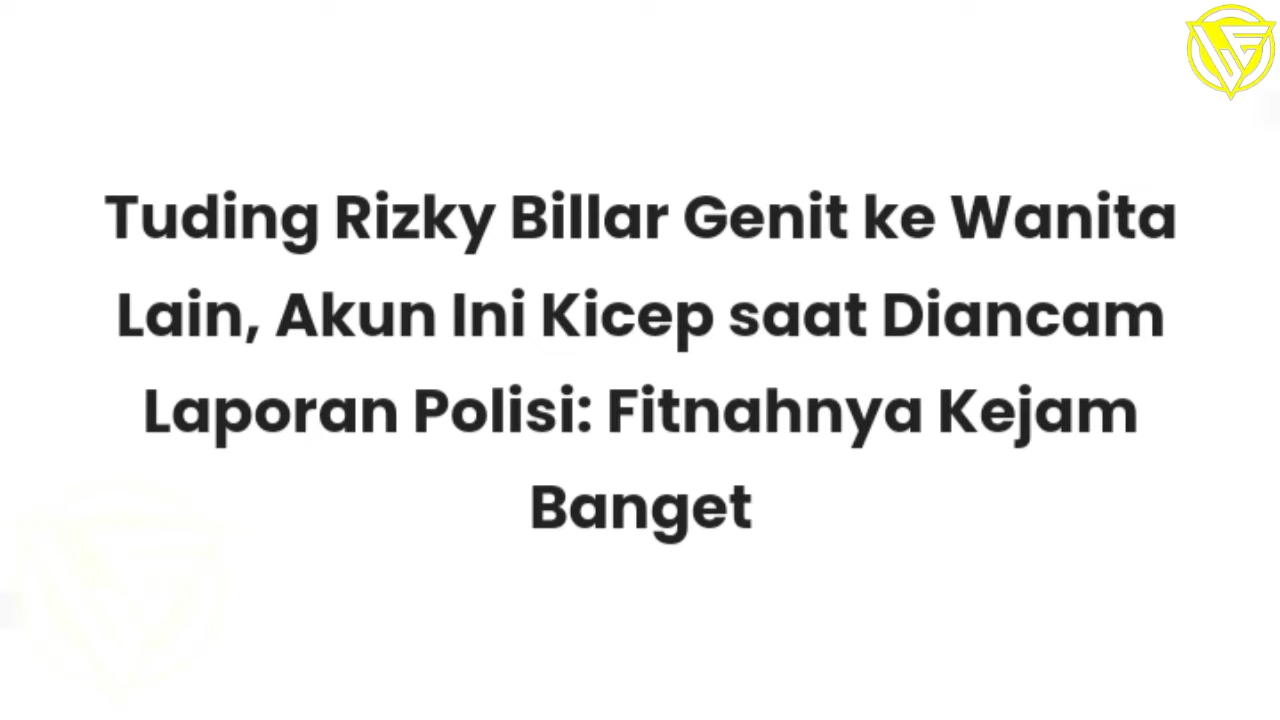 Tuding Rizky Billar Genit ke Wanita
Lain, Akun Ini Kicep saat Diancam
Laporan Polisi: Fitnahnya Kejam
Banget